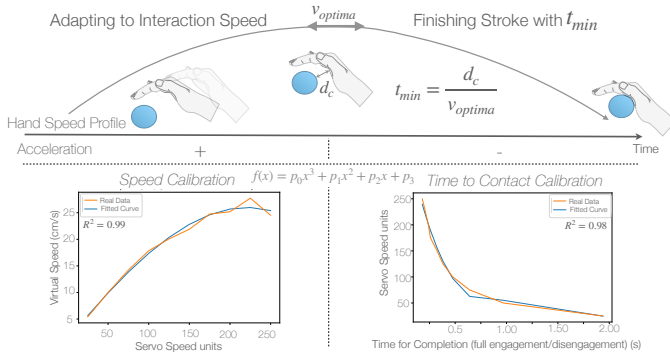 Adapting to Interaction Speed
v_optima
Finishing Stroke with t_min
d_c
t_min = d_c / v_optima
Hand Speed Profile
Time
Acceleration
+
-
Speed Calibration
f(x) = p_0x^3 + p_1x^2 + p_2x + p_3
Time to Contact Calibration
Real Data
Fitted Curve
R^2 = 0.99
Virtual Speed (cm/s)
25
20
15
10
5
50
100
150
200
250
Servo Speed units
Real Data
Fitted Curve
R^2 = 0.98
Servo Speed units
250
200
150
100
50
0.5
1.00
1.50
2.00
Time for Completion (full engagement/disengagement) (s)